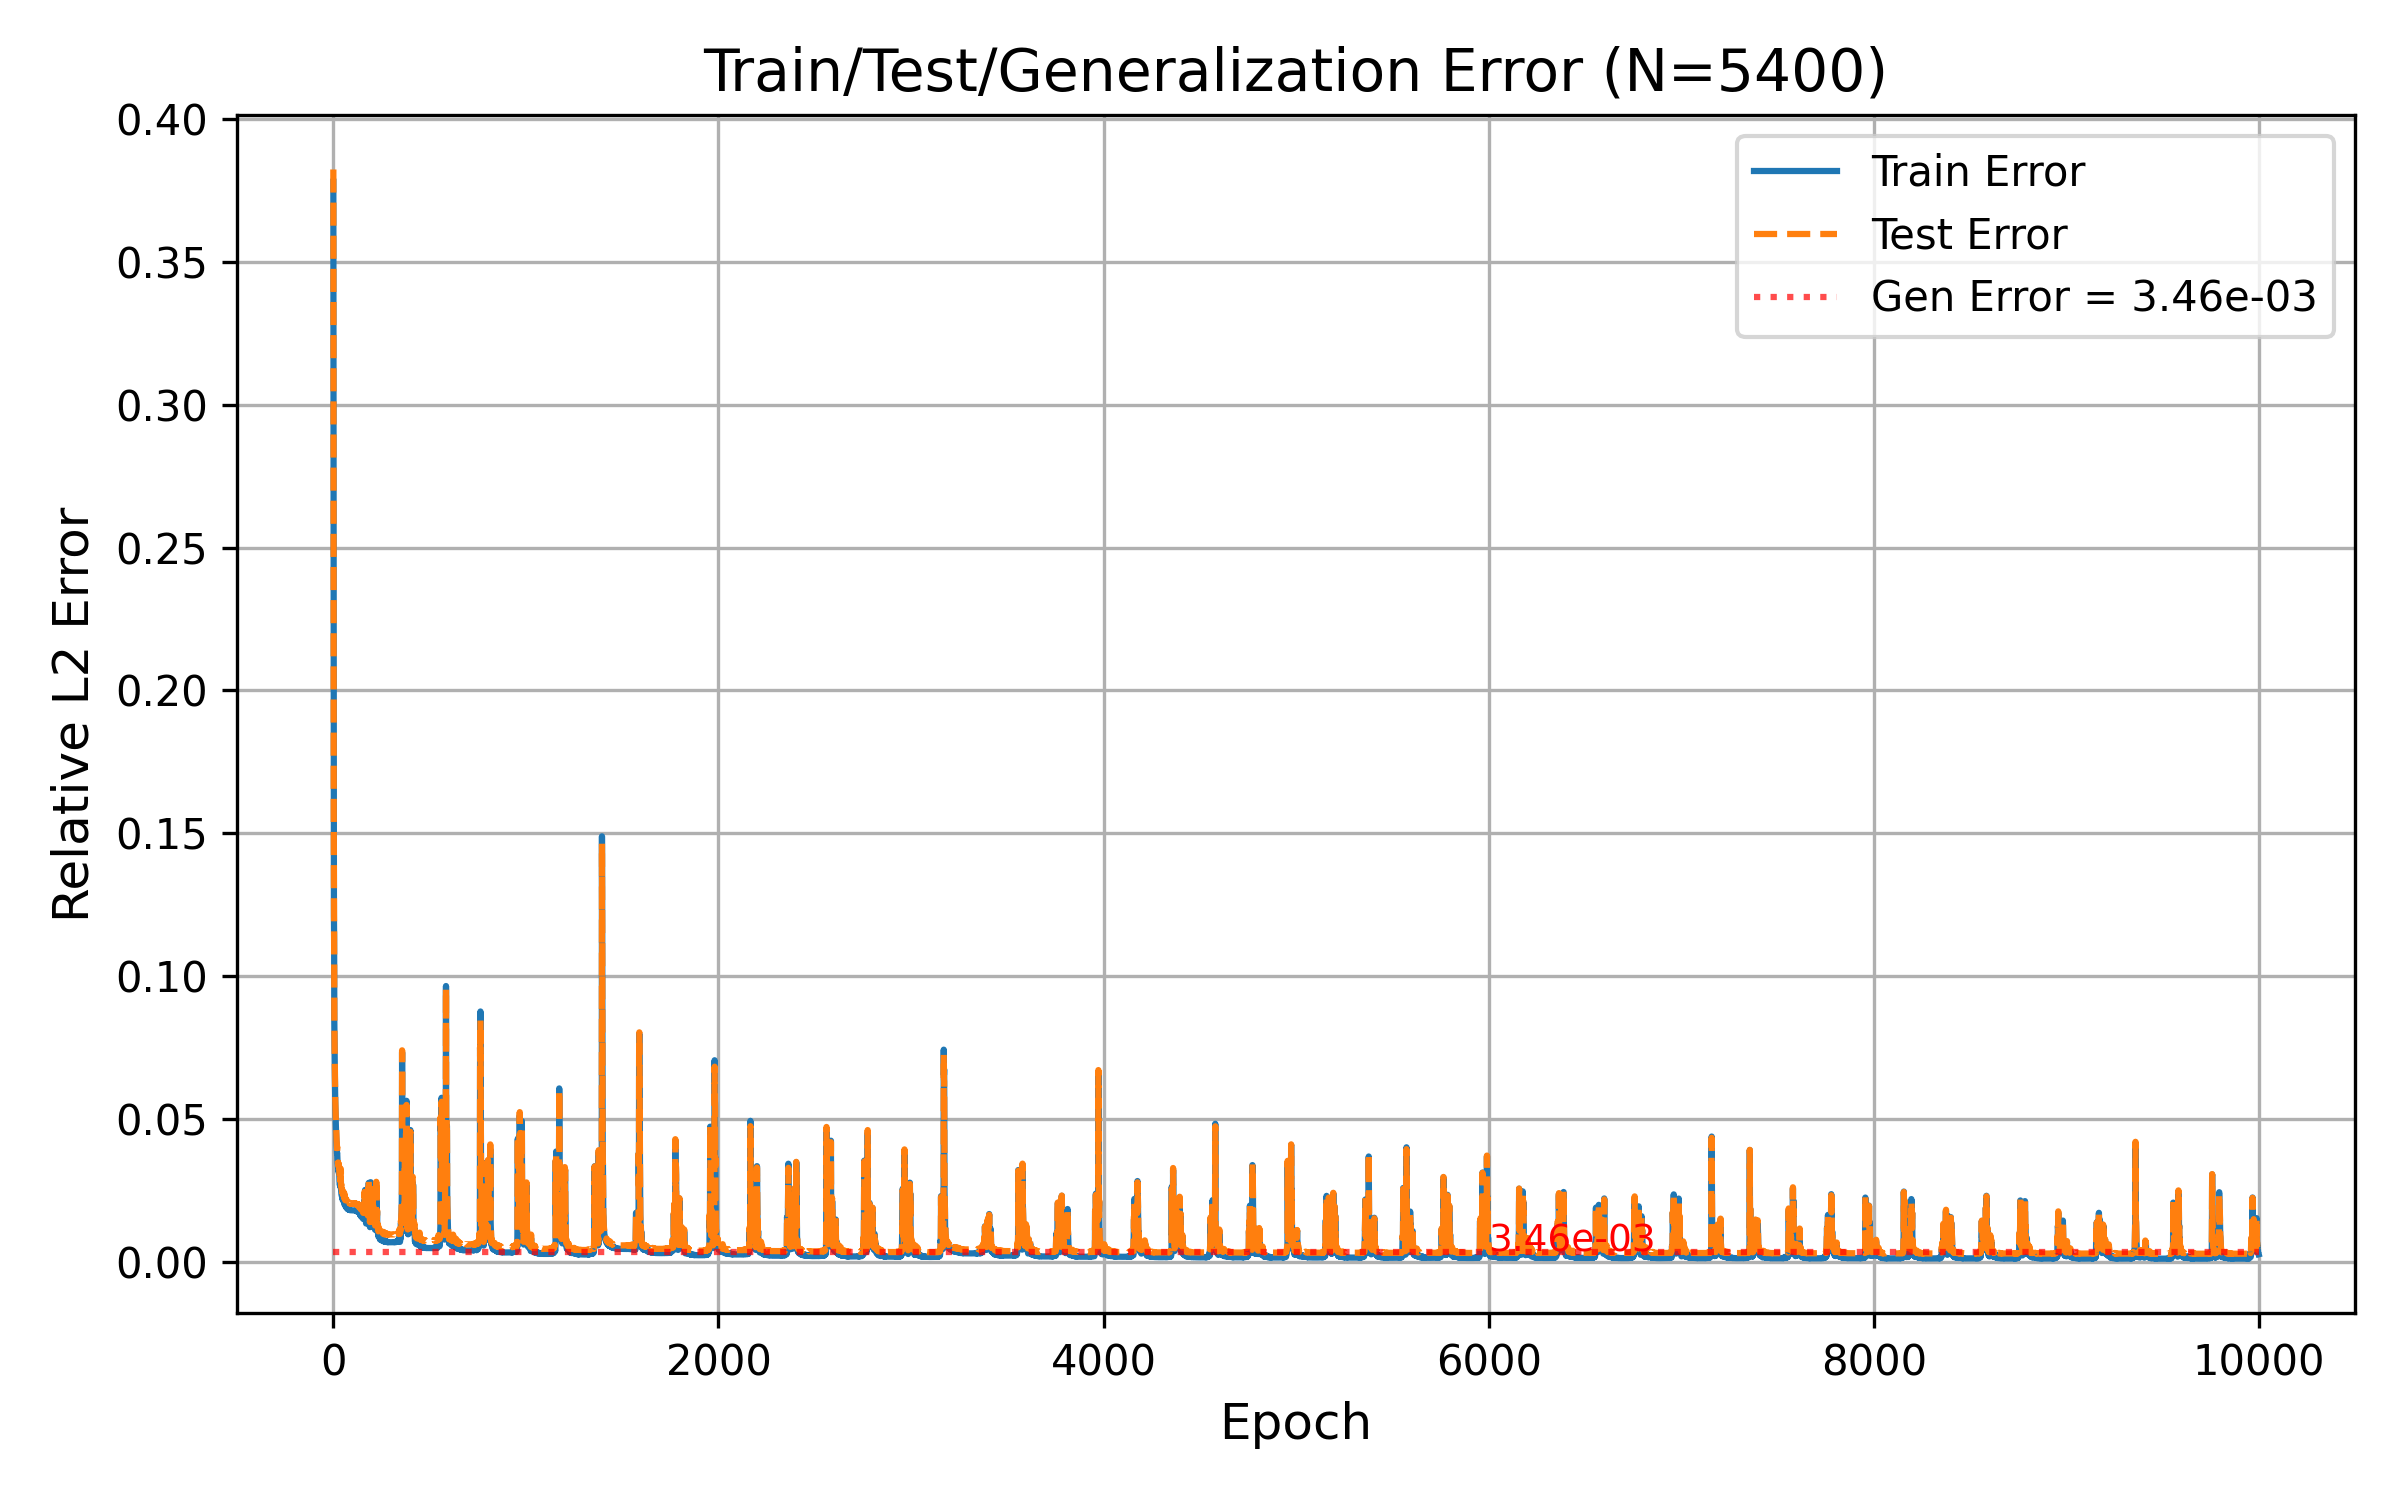 Train/Test/Generalization Error (N=5400)
Train Error
Test Error
Gen Error = 3.46e-03
Relative L2 Error
0.40
0.35
0.30
0.25
0.20
0.15
0.10
0.05
0.00
3.46e-03
0 2000 4000 6000 8000 10000
Epoch